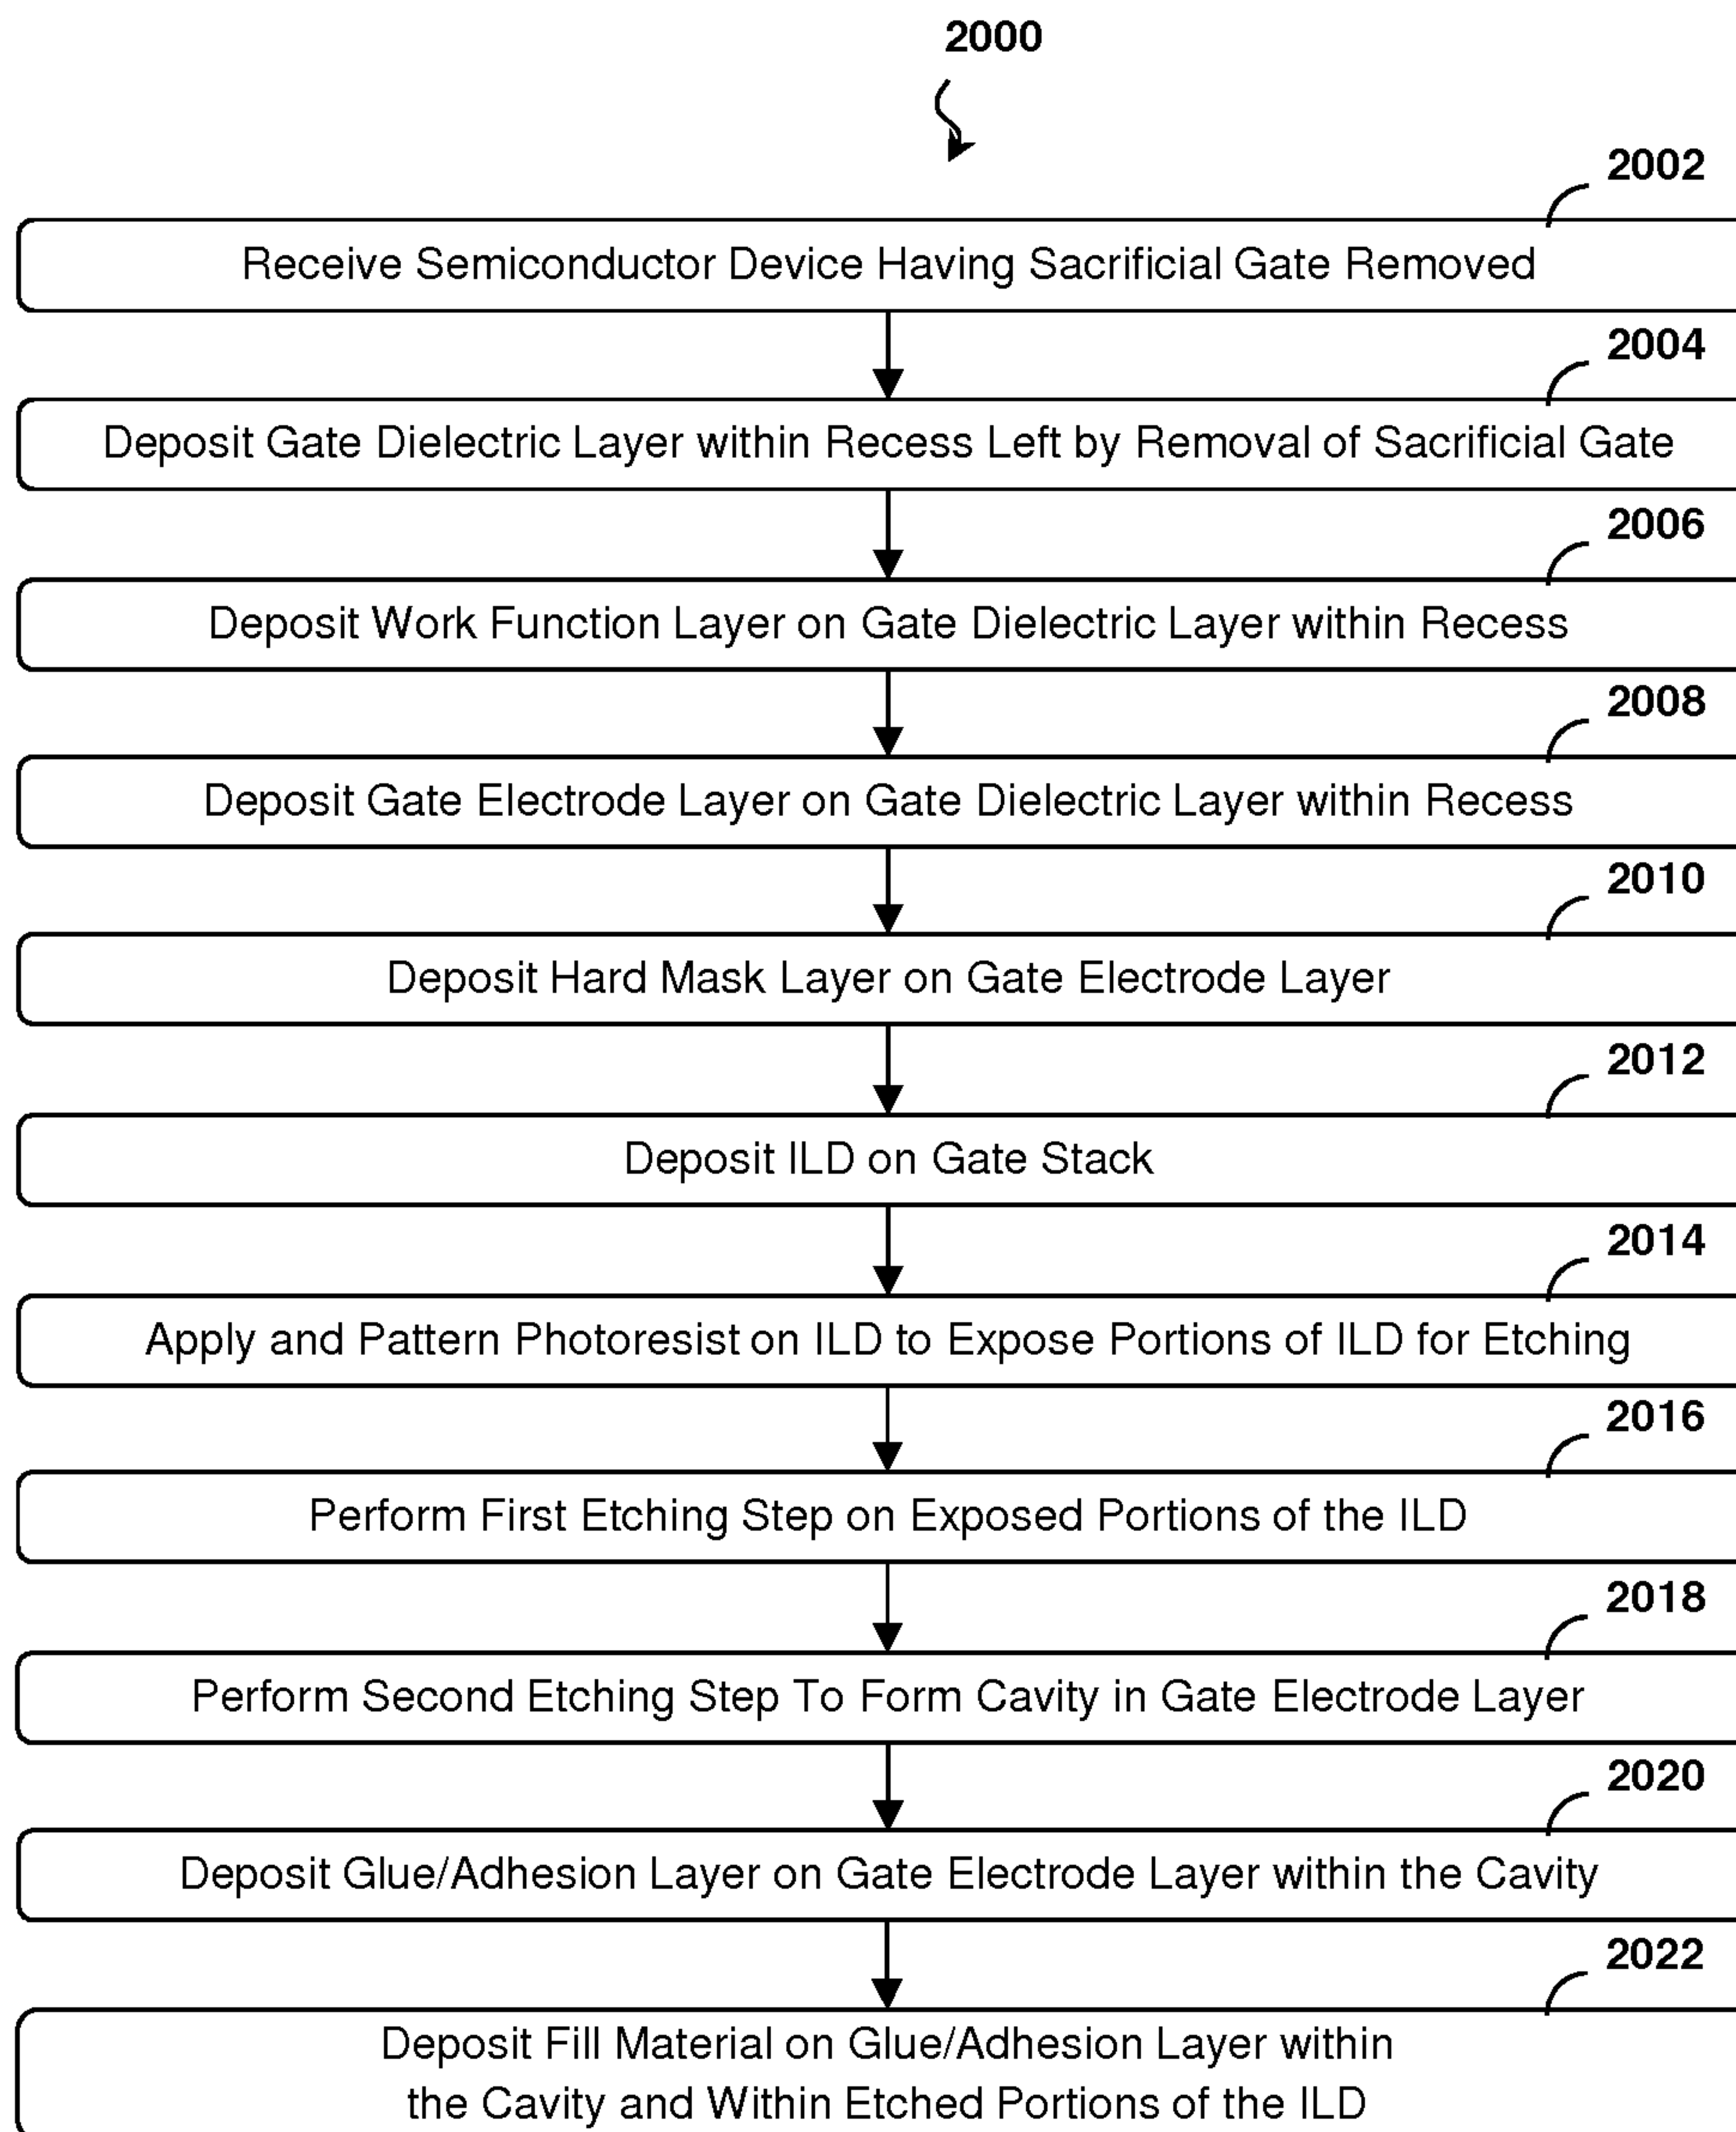 2000
2002
Receive Semiconductor Device Having Sacrificial Gate Removed
2004
Deposit Gate Dielectric Layer within Recess Left by Removal of Sacrificial Gate
2006
Deposit Work Function Layer on Gate Dielectric Layer within Recess
2008
Deposit Gate Electrode Layer on Gate Dielectric Layer within Recess
2010
Deposit Hard Mask Layer on Gate Electrode Layer
2012
Deposit ILD on Gate Stack
2014
Apply and Pattern Photoresist on ILD to Expose Portions of ILD for Etching
2016
Perform First Etching Step on Exposed Portions of the ILD
2018
Perform Second Etching Step To Form Cavity in Gate Electrode Layer
2020
Deposit Glue/Adhesion Layer on Gate Electrode Layer within the Cavity
2022
Deposit Fill Material on Glue/Adhesion Layer within
the Cavity and Within Etched Portions of the ILD